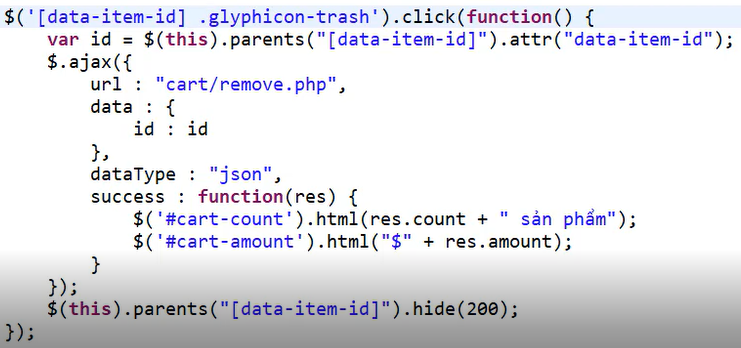 $('[data-item-id] .glyphicon-trash').click(function() {
    var id = $(this).parents("[data-item-id]").attr("data-item-id");
    $.ajax({
        url : "cart/remove.php",
        data : {
            id : id
        },
        dataType : "json",
        success : function(res) {
            $('#cart-count').html(res.count + " sản phẩm");
            $('#cart-amount').html("$" + res.amount);
        }
    });
    $(this).parents("[data-item-id]").hide(200);
});